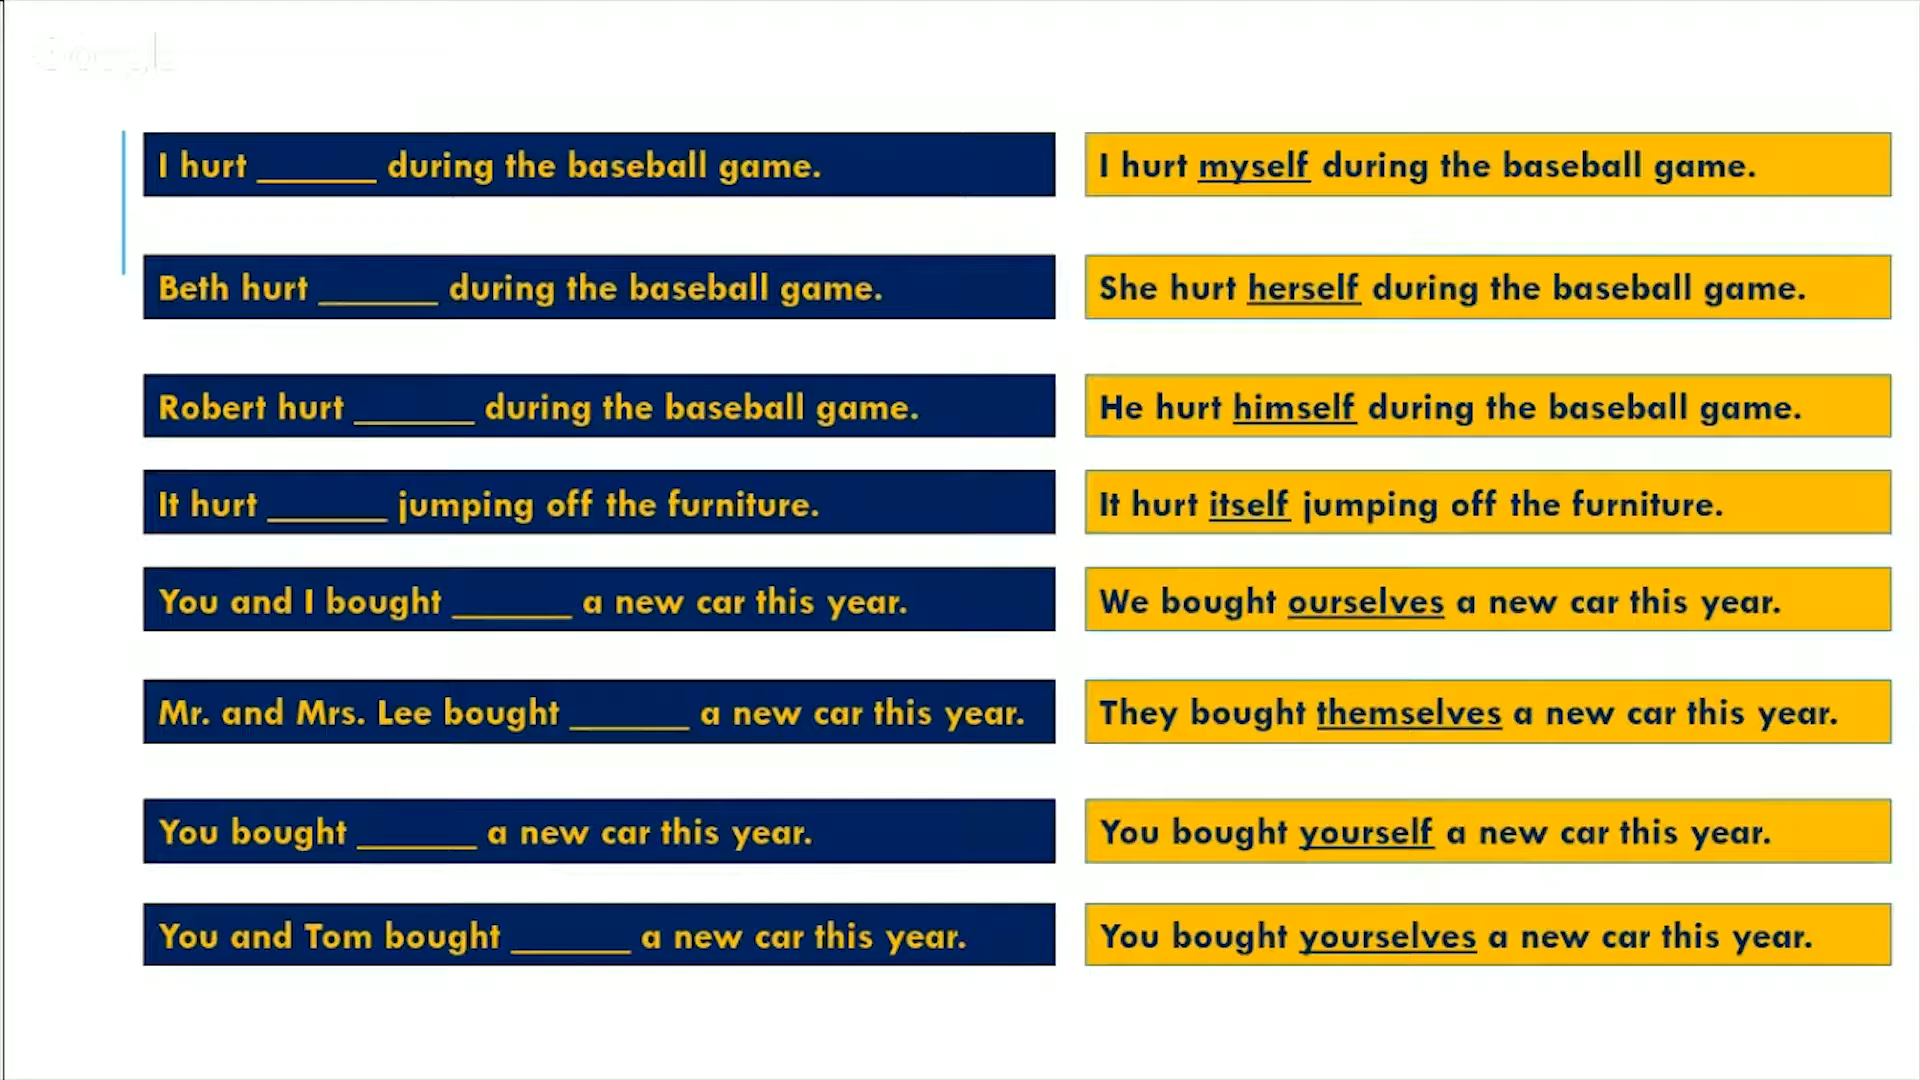 I hurt ______ during the baseball game.
I hurt myself during the baseball game.
Beth hurt ______ during the baseball game.
She hurt herself during the baseball game.
Robert hurt ______ during the baseball game.
He hurt himself during the baseball game.
It hurt ______ jumping off the furniture.
It hurt itself jumping off the furniture.
You and I bought ______ a new car this year.
We bought ourselves a new car this year.
Mr. and Mrs. Lee bought ______ a new car this year.
They bought themselves a new car this year.
You bought ______ a new car this year.
You bought yourself a new car this year.
You and Tom bought ______ a new car this year.
You bought yourselves a new car this year.